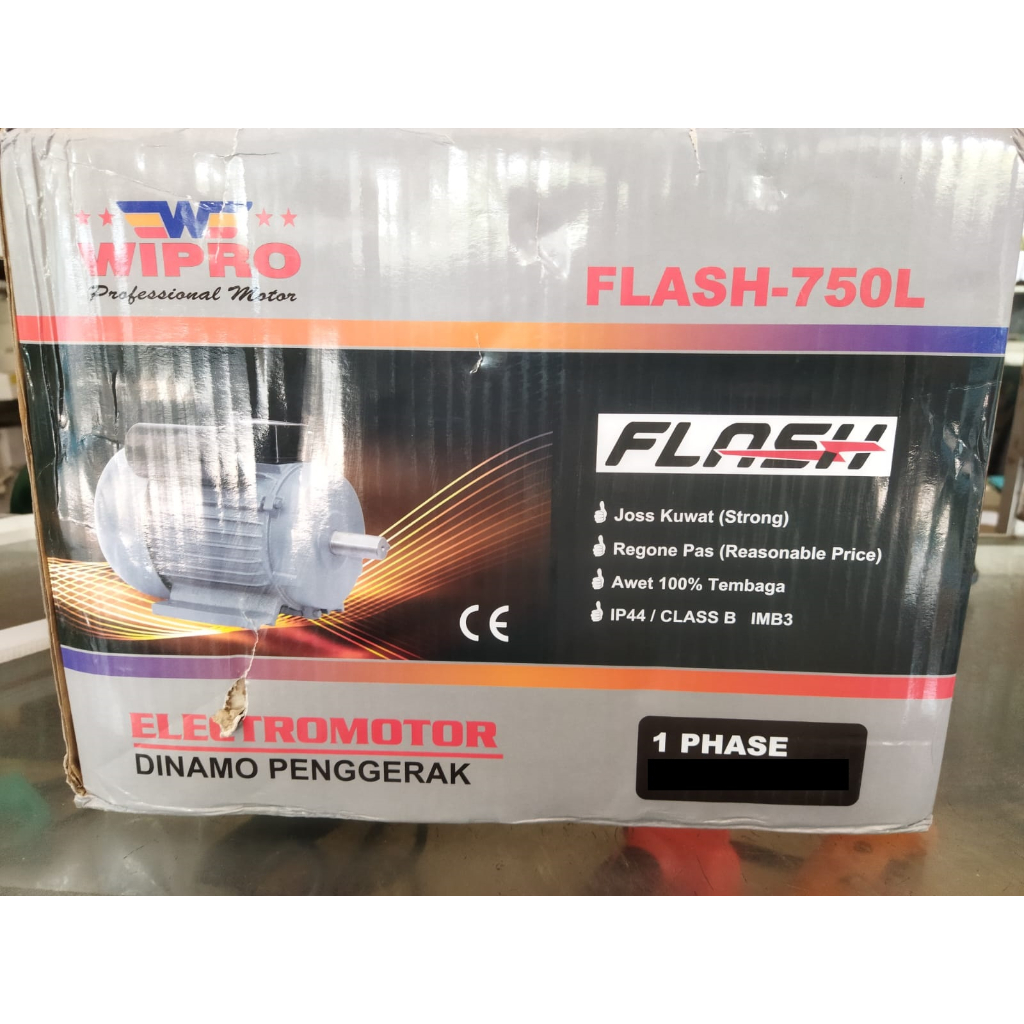 WIPRO
Professional Motor
FLASH-750L
FLASH
Joss Kuwat (Strong)
Regone Pas (Reasonable Price)
Awet 100% Tembaga
IP44 / CLASS B IMB3
CE
ELECTROMOTOR
DINAMO PENGGERAK
1 PHASE